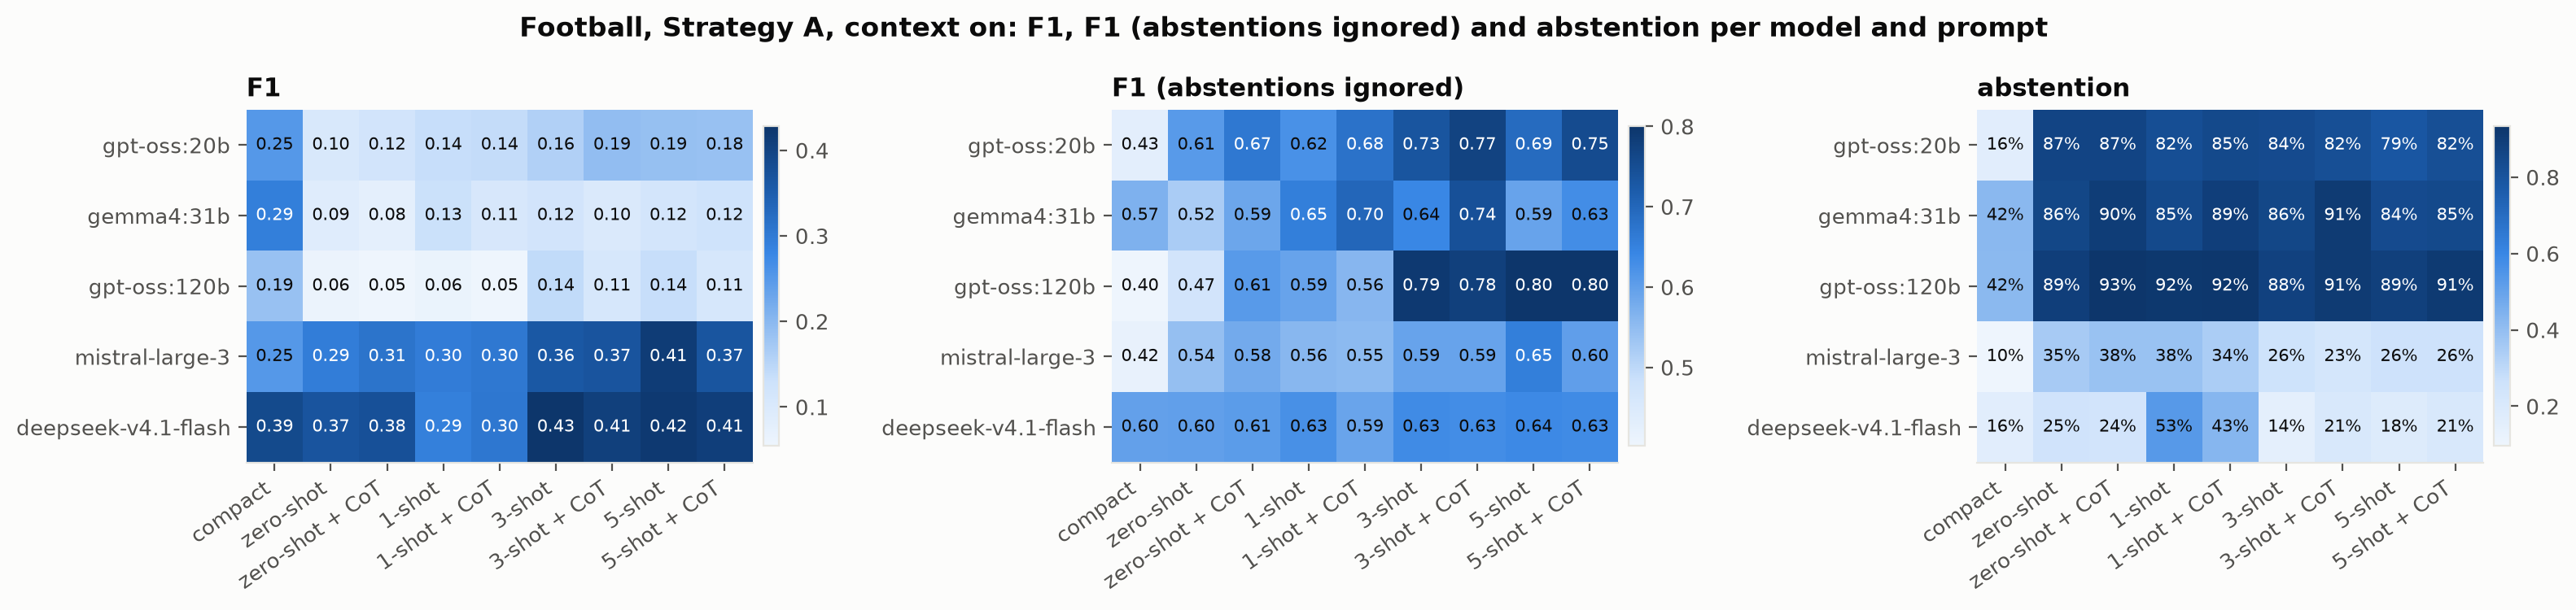 Football, Strategy A, context on: F1, F1 (abstentions ignored) and abstention per model and prompt
F1
gpt-oss:20b 0.25 0.10 0.12 0.14 0.14 0.16 0.19 0.19 0.18
gemma4:31b 0.29 0.09 0.08 0.13 0.11 0.12 0.10 0.12 0.12
gpt-oss:120b 0.19 0.06 0.05 0.06 0.05 0.14 0.11 0.14 0.11
mistral-large-3 0.25 0.29 0.31 0.30 0.30 0.36 0.37 0.41 0.37
deepseek-v4.1-flash 0.39 0.37 0.38 0.29 0.30 0.43 0.41 0.42 0.41
compact
zero-shot
zero-shot + CoT
1-shot
1-shot + CoT
3-shot
3-shot + CoT
5-shot
5-shot + CoT
0.4
0.3
0.2
0.1
F1 (abstentions ignored)
gpt-oss:20b 0.43 0.61 0.67 0.62 0.68 0.73 0.77 0.69 0.75
gemma4:31b 0.57 0.52 0.59 0.65 0.70 0.64 0.74 0.59 0.63
gpt-oss:120b 0.40 0.47 0.61 0.59 0.56 0.79 0.78 0.80 0.80
mistral-large-3 0.42 0.54 0.58 0.56 0.55 0.59 0.59 0.65 0.60
deepseek-v4.1-flash 0.60 0.60 0.61 0.63 0.59 0.63 0.63 0.64 0.63
compact
zero-shot
zero-shot + CoT
1-shot
1-shot + CoT
3-shot
3-shot + CoT
5-shot
5-shot + CoT
0.8
0.7
0.6
0.5
abstention
gpt-oss:20b 16% 87% 87% 82% 85% 84% 82% 79% 82%
gemma4:31b 42% 86% 90% 85% 89% 86% 91% 84% 85%
gpt-oss:120b 42% 89% 93% 92% 92% 88% 91% 89% 91%
mistral-large-3 10% 35% 38% 38% 34% 26% 23% 26% 26%
deepseek-v4.1-flash 16% 25% 24% 53% 43% 14% 21% 18% 21%
compact
zero-shot
zero-shot + CoT
1-shot
1-shot + CoT
3-shot
3-shot + CoT
5-shot
5-shot + CoT
0.8
0.6
0.4
0.2